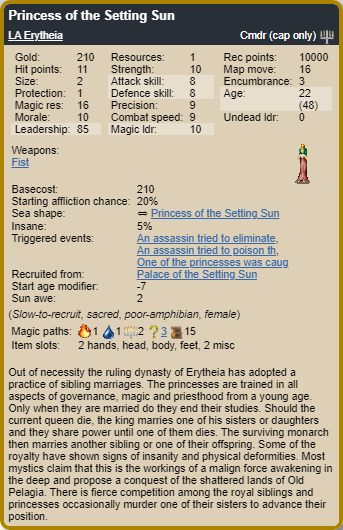 Princess of the Setting Sun
LA Erytheia Cmdr (cap only)
Gold: 210 Resources: 1 Rec points: 10000
Hit points: 11 Strength: 10 Map move: 16
Size: 2 Attack skill: 8 Encumbrance: 3
Protection: 1 Defence skill: 8 Age: 22
Magic res: 16 Precision: 9 (48)
Morale: 10 Combat speed: 9 Undead ldr: 0
Leadership: 85 Magic ldr: 10
Weapons:
Fist
Basecost: 210
Starting affliction chance: 20%
Sea shape: ⇐ Princess of the Setting Sun
Insane: 5%
Triggered events: An assassin tried to eliminate,
An assassin tried to poison th,
One of the princesses was caug
Recruited from: Palace of the Setting Sun
Start age modifier: -7
Sun awe: 2
(Slow-to-recruit, sacred, poor-amphibian, female)
Magic paths: 1 1 2 ?3 15
Item slots: 2 hands, head, body, feet, 2 misc
Out of necessity the ruling dynasty of Erytheia has adopted a
practice of sibling marriages. The princesses are trained in all
aspects of governance, magic and priesthood from a young age.
Only when they are married do they end their studies. Should the
current queen die, the king marries one of his sisters or daughters
and they share power until one of them dies. The surviving monarch
then marries another sibling or one of their offspring. Some of the
royalty have shown signs of insanity and physical deformities. Most
mystics claim that this is the workings of a malign force awakening in
the deep and propose a conquest of the shattered lands of Old
Pelagia. There is fierce competition among the royal siblings and
princesses occasionally murder one of their sisters to advance their
position.